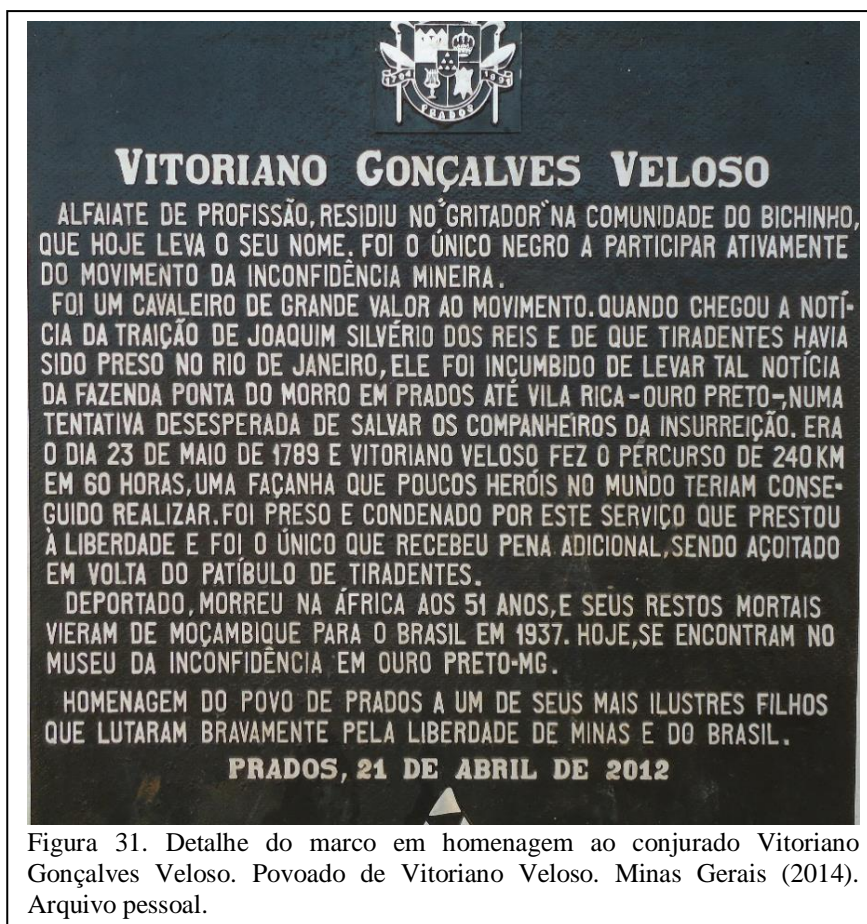 1794 1891
PRADOS
VITORIANO GONÇALVES VELOSO
ALFAIATE DE PROFISSÃO, RESIDIU NO "GRITADOR" NA COMUNIDADE DO BICHINHO,
QUE HOJE LEVA O SEU NOME. FOI O ÚNICO NEGRO A PARTICIPAR ATIVAMENTE
DO MOVIMENTO DA INCONFIDÊNCIA MINEIRA.
FOI UM CAVALEIRO DE GRANDE VALOR AO MOVIMENTO. QUANDO CHEGOU A NOTÍ-
CIA DA TRAIÇÃO DE JOAQUIM SILVÉRIO DOS REIS E DE QUE TIRADENTES HAVIA
SIDO PRESO NO RIO DE JANEIRO, ELE FOI INCUMBIDO DE LEVAR TAL NOTÍCIA
DA FAZENDA PONTA DO MORRO EM PRADOS ATÉ VILA RICA-OURO PRETO-, NUMA
TENTATIVA DESESPERADA DE SALVAR OS COMPANHEIROS DA INSURREIÇÃO. ERA
O DIA 23 DE MAIO DE 1789 E VITORIANO VELOSO FEZ O PERCURSO DE 240 KM
EM 60 HORAS, UMA FAÇANHA QUE POUCOS HERÓIS NO MUNDO TERIAM CONSE-
GUIDO REALIZAR. FOI PRESO E CONDENADO POR ESTE SERVIÇO QUE PRESTOU
À LIBERDADE E FOI O ÚNICO QUE RECEBEU PENA ADICIONAL, SENDO AÇOITADO
EM VOLTA DO PATÍBULO DE TIRADENTES.
DEPORTADO, MORREU NA ÁFRICA AOS 51 ANOS, E SEUS RESTOS MORTAIS
VIERAM DE MOÇAMBIQUE PARA O BRASIL EM 1937. HOJE, SE ENCONTRAM NO
MUSEU DA INCONFIDÊNCIA EM OURO PRETO-MG.
HOMENAGEM DO POVO DE PRADOS A UM DE SEUS MAIS ILUSTRES FILHOS
QUE LUTARAM BRAVAMENTE PELA LIBERDADE DE MINAS E DO BRASIL.
PRADOS, 21 DE ABRIL DE 2012
Figura 31. Detalhe do marco em homenagem ao conjurado Vitoriano
Gonçalves Veloso. Povoado de Vitoriano Veloso. Minas Gerais (2014).
Arquivo pessoal.